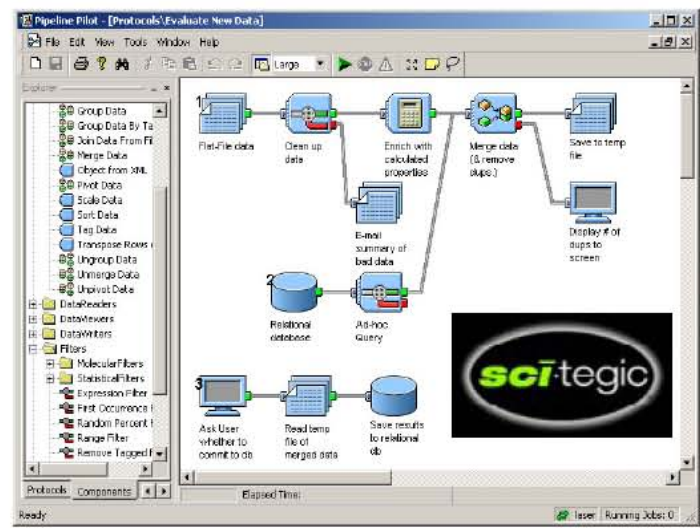 Pipeline Pilot - [Protocols\Evaluate New Data]
File Edit View Tools Window Help
Large
Explorer
Group Data
Group Data By Ta
Join Data From Fil
Merge Data
Object from XML
Pivot Data
Scale Data
Sort Data
Tag Data
Transpose Rows
Ungroup Data
Unmerge Data
Unpivot Data
DataReaders
DataViewers
DataWriters
Filters
MolecularFilters
StatisticalFilters
Expression Filter
First Occurrence
Random Percent
Range Filter
Remove Tagged
Protocols Components
1
Flat-File data
Clean up
data
Enrich with
calculated
properties
Merge data
(& remove
dups.)
Save to temp
file
E-mail
summary of
bad data
Display # of
dups to
screen
2
Relational
database
Ad-hoc
Query
scitegic
3
Ask User
whether to
commit to db
Read temp
file of
merged data
Save results
to relational
db
Elapsed Time:
Ready
laser Running Jobs: 0